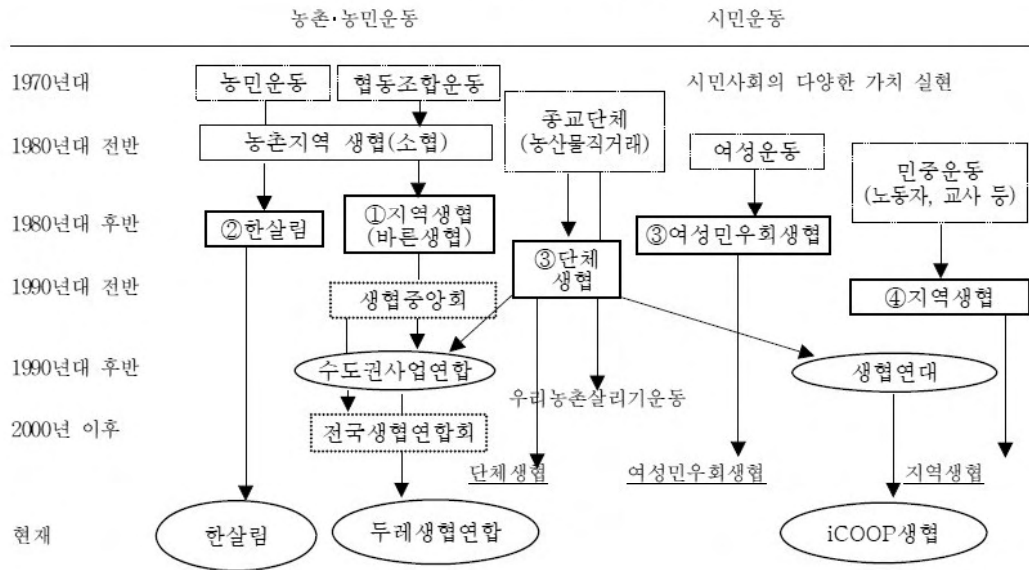 농촌·농민운동
시민운동
1970년대
농민운동
협동조합운동
시민사회의 다양한 가치 실현
종교단체
(농산물직거래)
1980년대 전반
농촌지역 생협(소협)
여성운동
민중운동
(노동자, 교사 등)
1980년대 후반
②한살림
①지역생협
(바른생협)
③여성민우회생협
③단체
생협
1990년대 전반
생협중앙회
④지역생협
1990년대 후반
수도권사업연합
생협연대
우리농촌살리기운동
2000년 이후
전국생협연합회
단체생협
여성민우회생협
지역생협
현재
한살림
두레생협연합
iCOOP생협